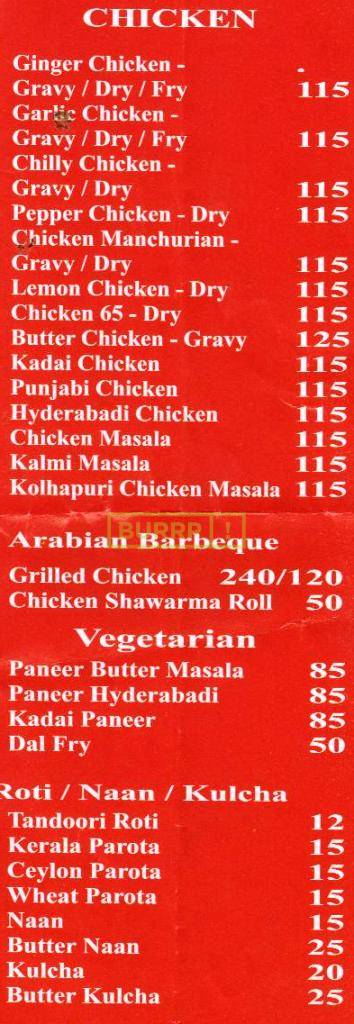 CHICKEN
Ginger Chicken -
Gravy / Dry / Fry 115
Garlic Chicken -
Gravy / Dry / Fry 115
Chilly Chicken -
Gravy / Dry 115
Pepper Chicken - Dry 115
Chicken Manchurian -
Gravy / Dry 115
Lemon Chicken - Dry 115
Chicken 65 - Dry 115
Butter Chicken - Gravy 125
Kadai Chicken 115
Punjabi Chicken 115
Hyderabadi Chicken 115
Chicken Masala 115
Kalmi Masala 115
Kolhapuri Chicken Masala 115
BURRP!
Arabian Barbeque
Grilled Chicken 240/120
Chicken Shawarma Roll 50
Vegetarian
Paneer Butter Masala 85
Paneer Hyderabadi 85
Kadai Paneer 85
Dal Fry 50
Roti / Naan / Kulcha
Tandoori Roti 12
Kerala Parota 15
Ceylon Parota 15
Wheat Parota 15
Naan 15
Butter Naan 25
Kulcha 20
Butter Kulcha 25